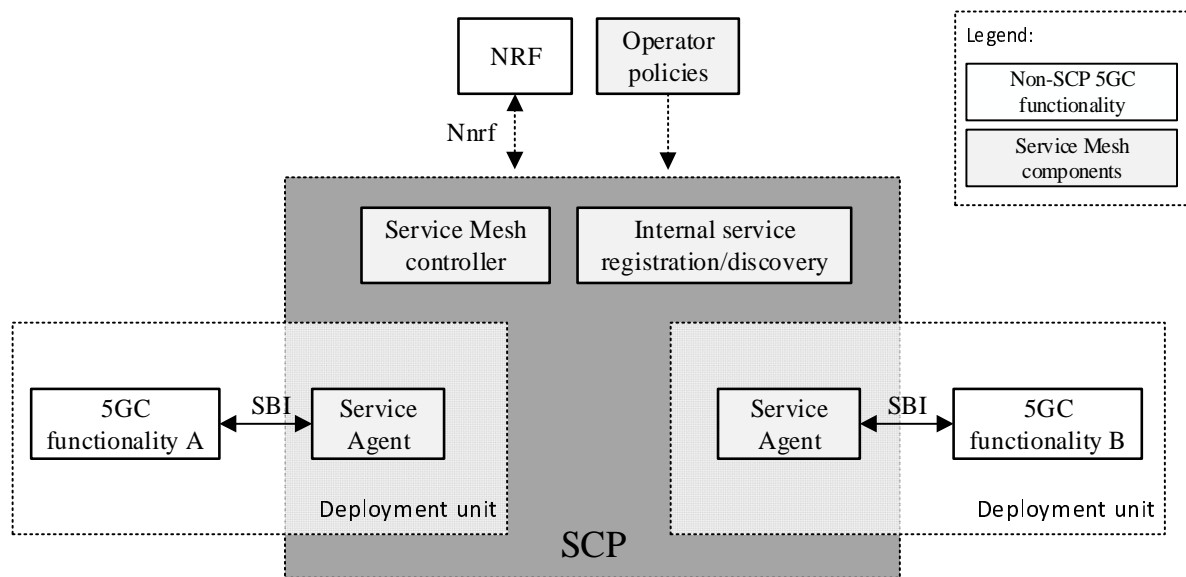 NRF
Operator
policies
Legend:
Non-SCP 5GC
functionality
Service Mesh
components
Nnrf
Service Mesh
controller
Internal service
registration/discovery
5GC
functionality A
SBI
Service
Agent
Deployment unit
Service
Agent
SBI
5GC
functionality B
Deployment unit
SCP